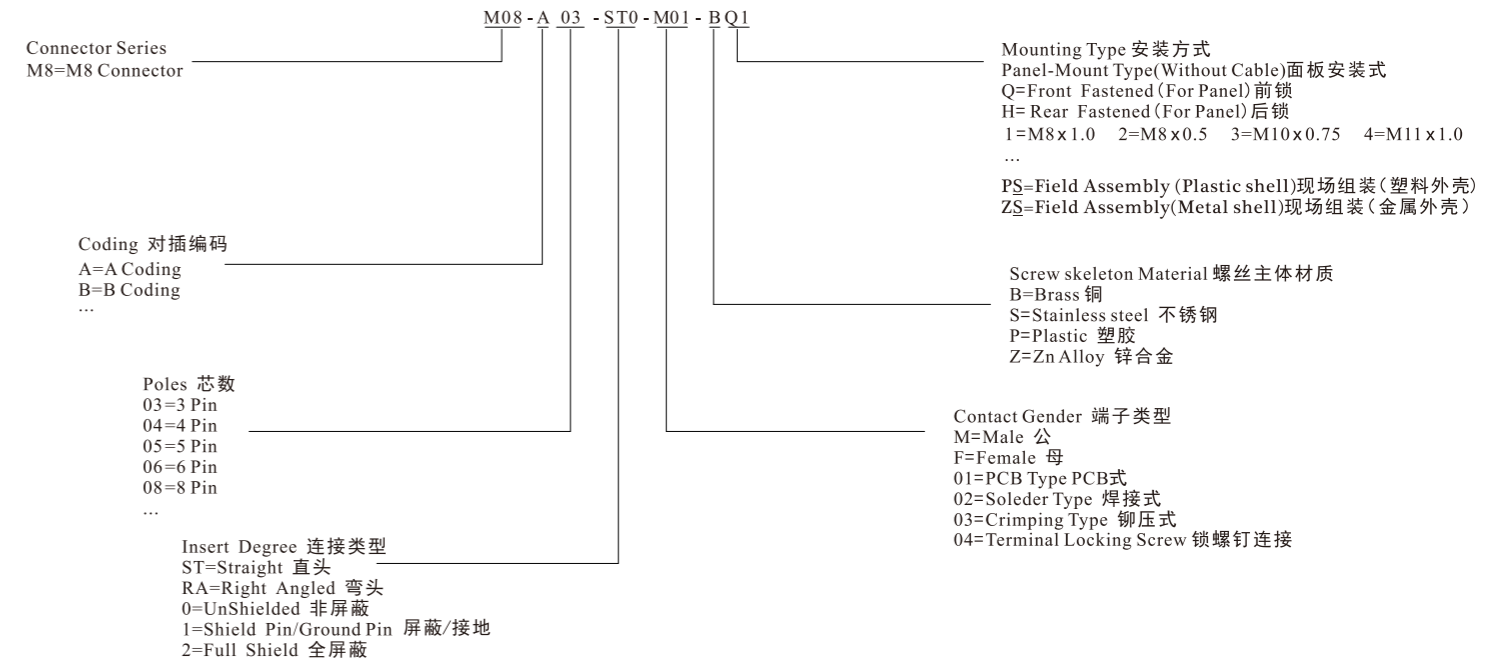 M08-A 03 -ST0-M01-BQ1
Connector Series
M8=M8 Connector
Mounting Type 安装方式
Panel-Mount Type(Without Cable)面板安装式
Q=Front Fastened(For Panel)前锁
H= Rear Fastened(For Panel)后锁
1=M8x1.0 2=M8x0.5 3=M10x0.75 4=M11x1.0
...
PS=Field Assembly (Plastic shell)现场组装(塑料外壳)
ZS=Field Assembly(Metal shell)现场组装(金属外壳)
Coding 对插编码
A=A Coding
B=B Coding
...
Screw skeleton Material 螺丝主体材质
B=Brass 铜
S=Stainless steel 不锈钢
P=Plastic 塑胶
Z=Zn Alloy 锌合金
Poles 芯数
03=3 Pin
04=4 Pin
05=5 Pin
06=6 Pin
08=8 Pin
...
Contact Gender 端子类型
M=Male 公
F=Female 母
01=PCB Type PCB式
02=Soleder Type 焊接式
03=Crimping Type 铆压式
04=Terminal Locking Screw 锁螺钉连接
Insert Degree 连接类型
ST=Straight 直头
RA=Right Angled 弯头
0=UnShielded 非屏蔽
1=Shield Pin/Ground Pin 屏蔽/接地
2=Full Shield 全屏蔽